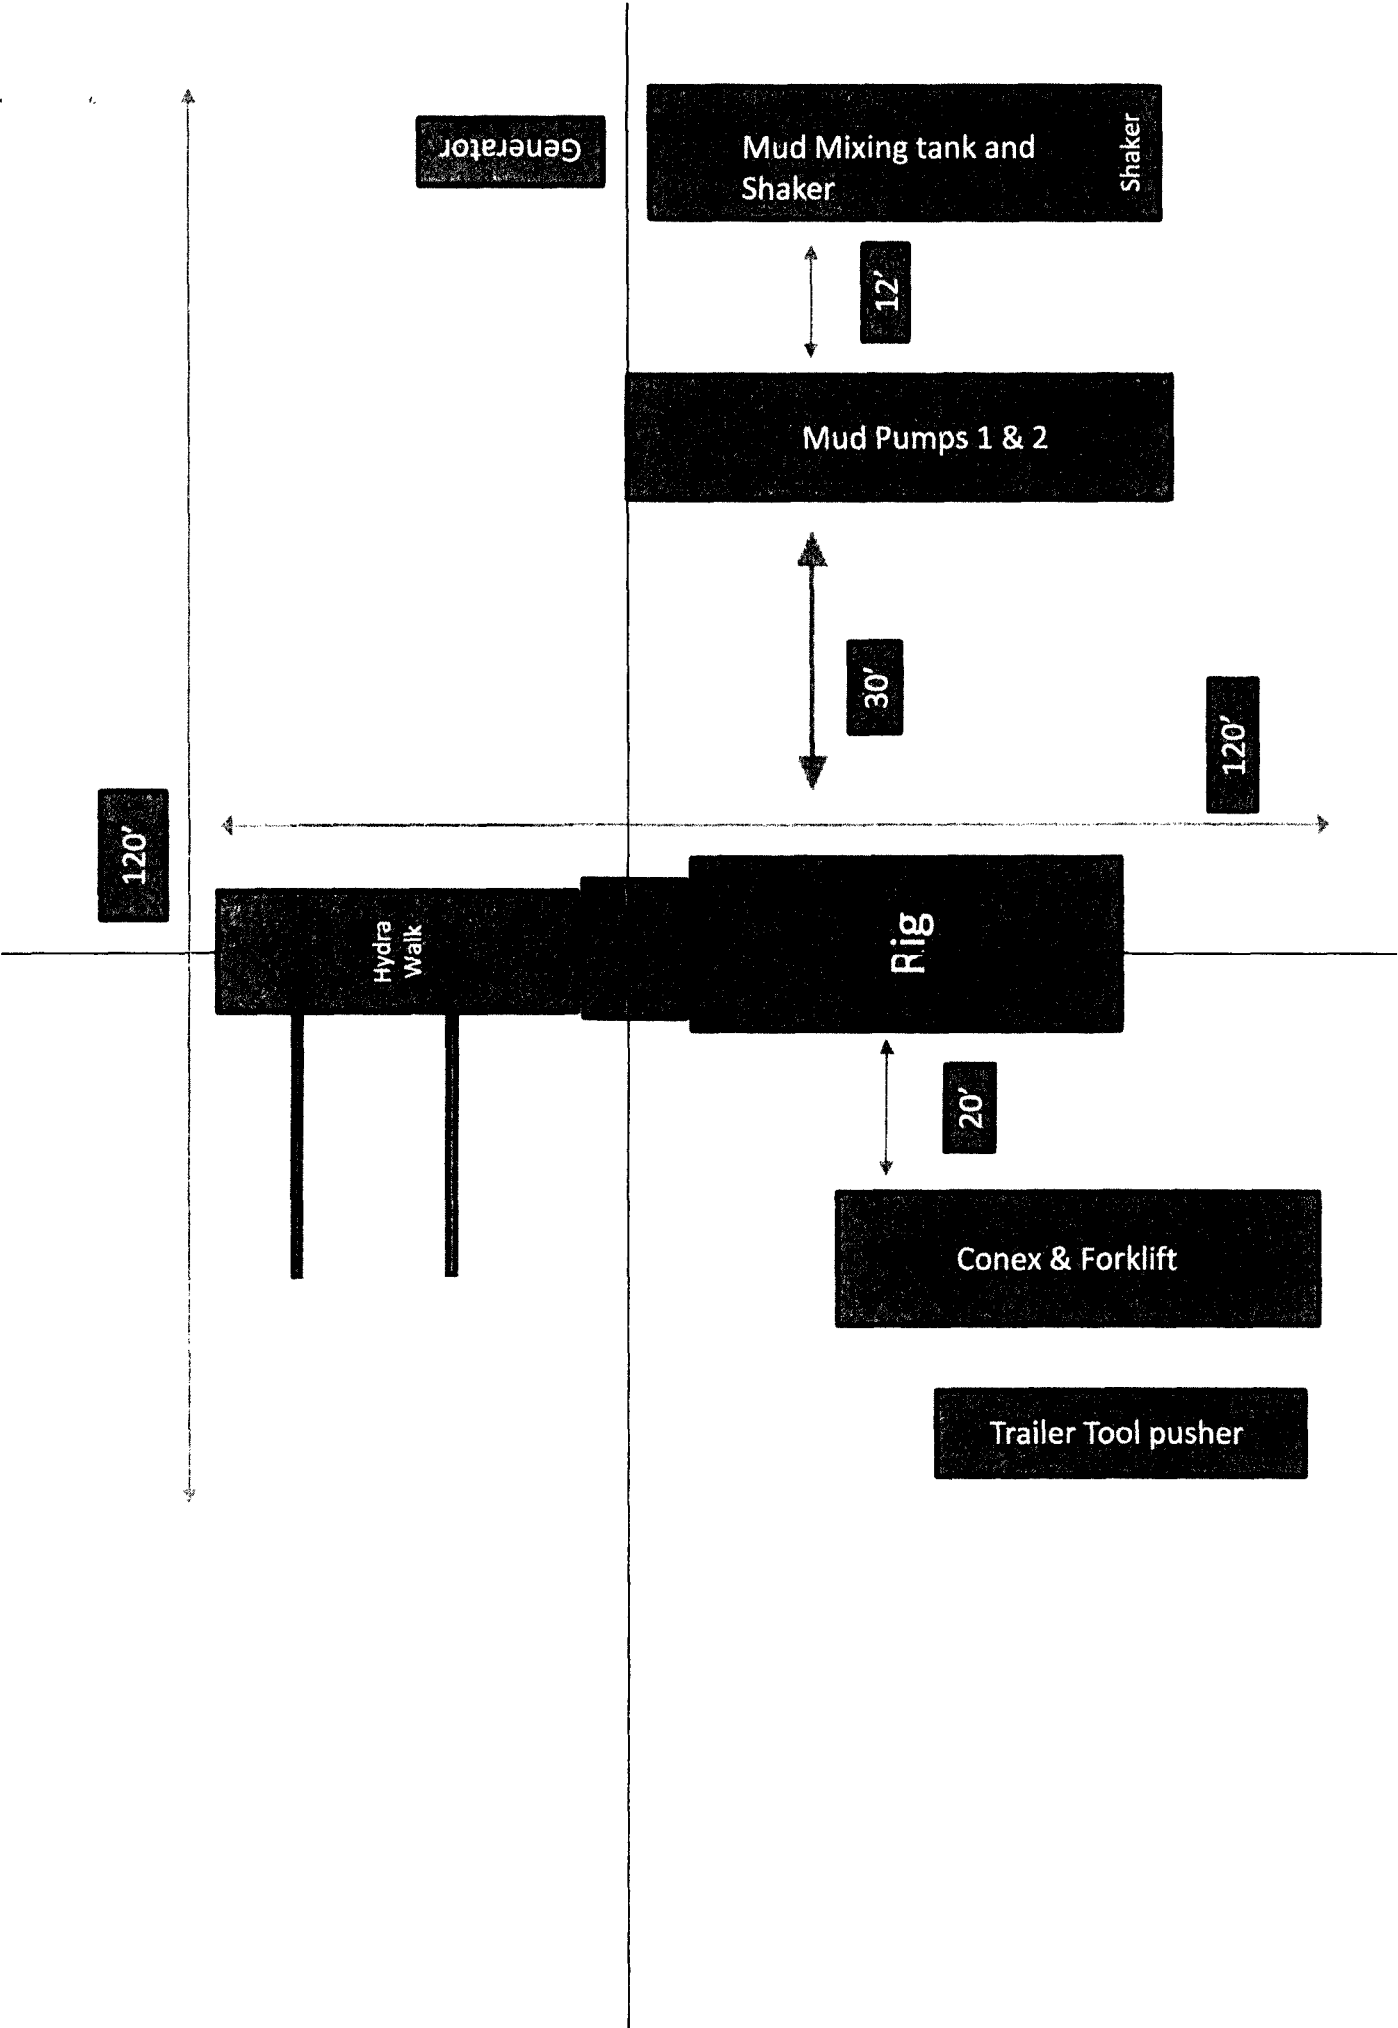 Generator
Mud Mixing tank and
Shaker
Shaker
12'
Mud Pumps 1 & 2
30'
120'
120'
Hydra
Walk
Rig
20'
Conex & Forklift
Trailer Tool pusher